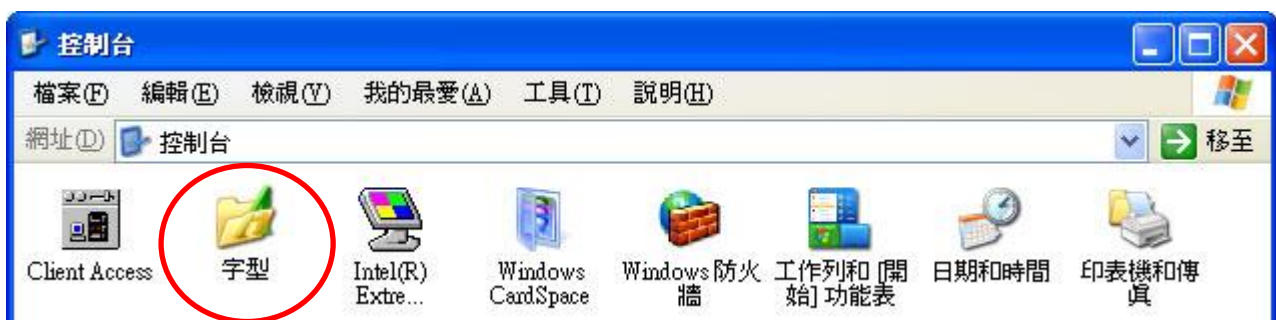 控制台
檔案(F) 編輯(E) 檢視(V) 我的最愛(A) 工具(T) 說明(H)
網址(D) 控制台 移至
Client Access 字型 Intel(R) Extre... Windows CardSpace Windows 防火牆 工作列和 [開始] 功能表 日期和時間 印表機和傳真